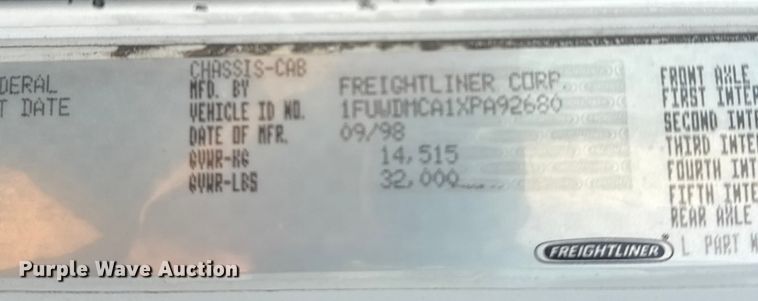 DERAL
T DATE
CHASSIS-CAB
MFD. BY FREIGHTLINER CORP.
VEHICLE ID NO. 1FUWDMCA1XPA92680
DATE OF MFR. 09/98
GVWR-KG 14,515
GVWR-LBS 32,000
FRONT AXLE
FIRST INTER
SECOND INTE
THIRD INTER
FOURTH INT
FIFTH INTE
REAR AXLE
FREIGHTLINER
L PART N
Purple Wave Auction